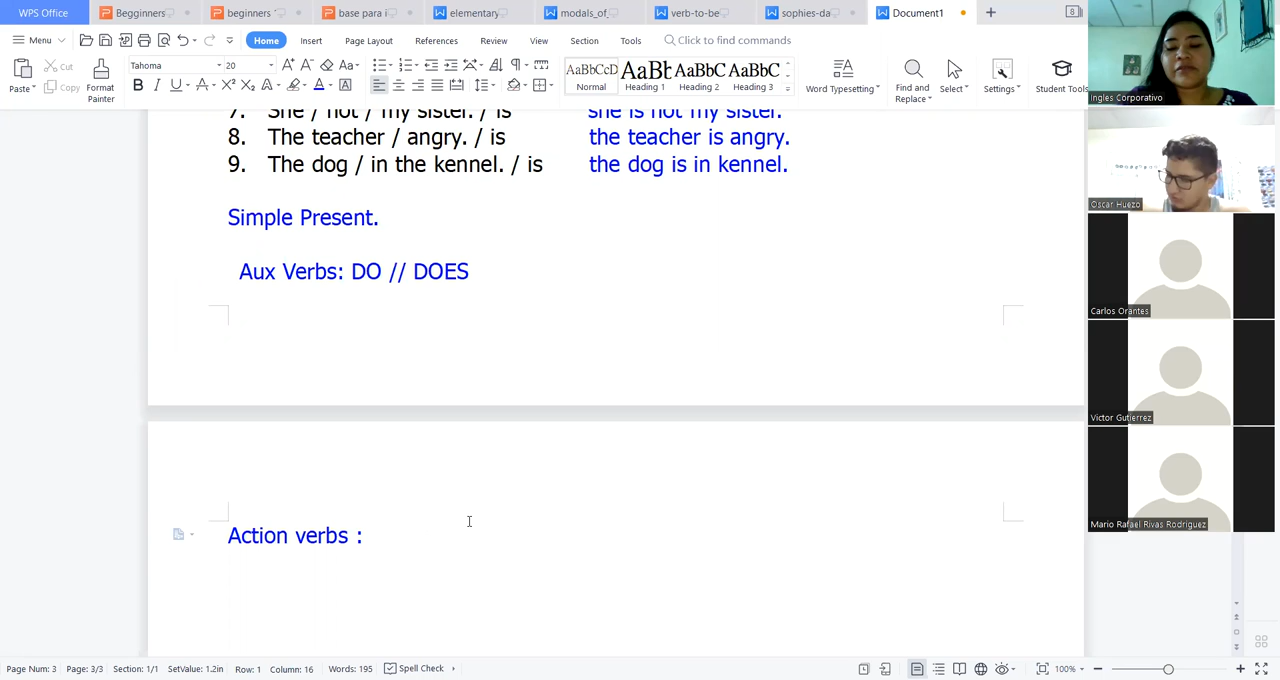 WPS Office Begginners beginners base para i elementary modals_of_ verb-to-be sophies-da Document1 8
Menu Home Insert Page Layout References Review View Section Tools Click to find commands
Paste Cut Copy Format Painter Tahoma 20 Normal Heading 1 Heading 2 Heading 3 Word Typesetting Find and Replace Select Settings Student Tools
AaBbCcD AaBb AaBbC AaBbC
Ingles Corporativo
7. She / not / my sister. / is she is not my sister.
8. The teacher / angry. / is the teacher is angry.
9. The dog / in the kennel. / is the dog is in kennel.
Oscar Huezo
Simple Present.
Aux Verbs: DO // DOES
Carlos Orantes
Victor Gutierrez
Mario Rafael Rivas Rodriguez
Action verbs :
Page Num: 3 Page: 3/3 Section: 1/1 SetValue: 1.2in Row: 1 Column: 16 Words: 195 Spell Check 100%